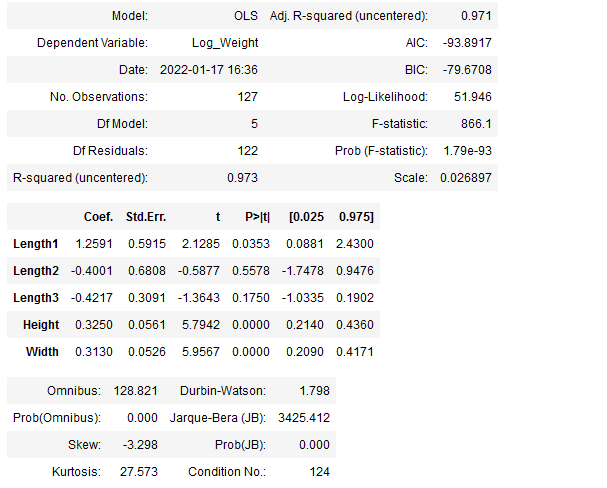 Model: OLS Adj. R-squared (uncentered): 0.971
Dependent Variable: Log_Weight AIC: -93.8917
Date: 2022-01-17 16:36 BIC: -79.6708
No. Observations: 127 Log-Likelihood: 51.946
Df Model: 5 F-statistic: 866.1
Df Residuals: 122 Prob (F-statistic): 1.79e-93
R-squared (uncentered): 0.973 Scale: 0.026897
Coef. Std.Err. t P>|t| [0.025 0.975]
Length1 1.2591 0.5915 2.1285 0.0353 0.0881 2.4300
Length2 -0.4001 0.6808 -0.5877 0.5578 -1.7478 0.9476
Length3 -0.4217 0.3091 -1.3643 0.1750 -1.0335 0.1902
Height 0.3250 0.0561 5.7942 0.0000 0.2140 0.4360
Width 0.3130 0.0526 5.9567 0.0000 0.2090 0.4171
Omnibus: 128.821 Durbin-Watson: 1.798
Prob(Omnibus): 0.000 Jarque-Bera (JB): 3425.412
Skew: -3.298 Prob(JB): 0.000
Kurtosis: 27.573 Condition No.: 124